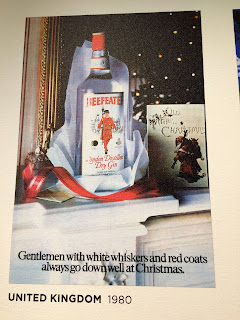 BEEFEATE
London Distilled
Dry Gin
Gentlemen with white whiskers and red coats
always go down well at Christmas.
UNITED KINGDOM 1980